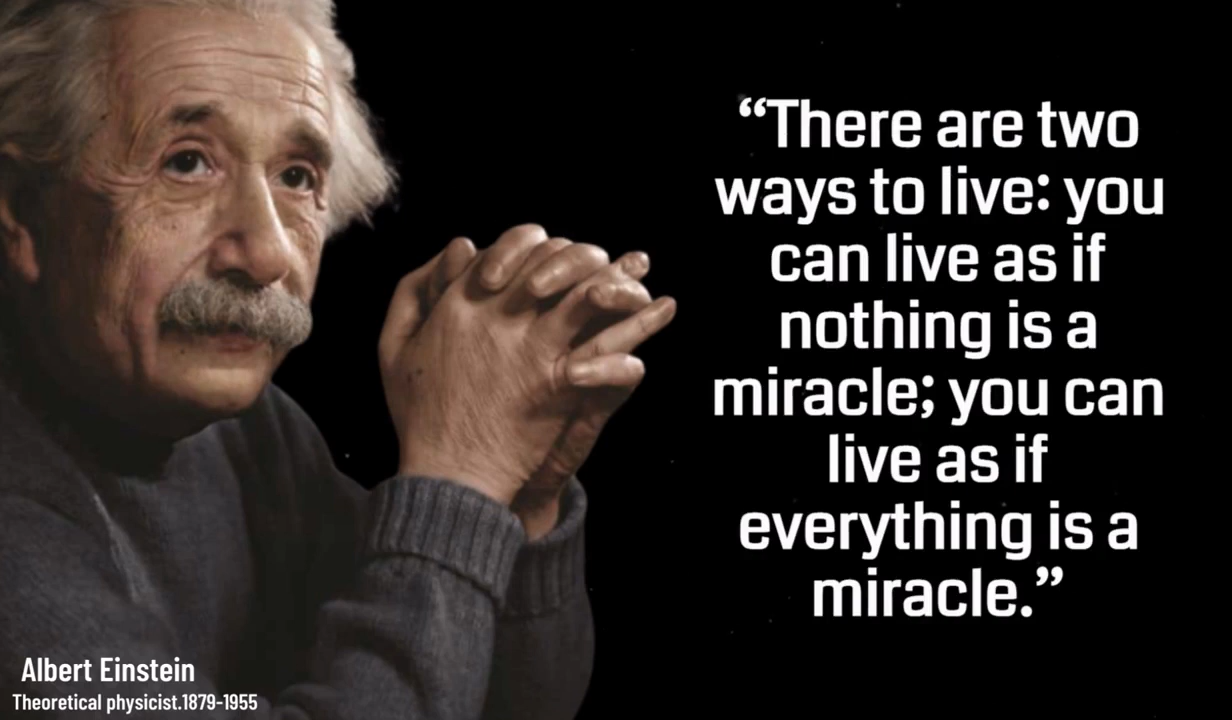 “There are two
ways to live: you
can live as if
nothing is a
miracle; you can
live as if
everything is a
miracle.”
Albert Einstein
Theoretical physicist.1879-1955